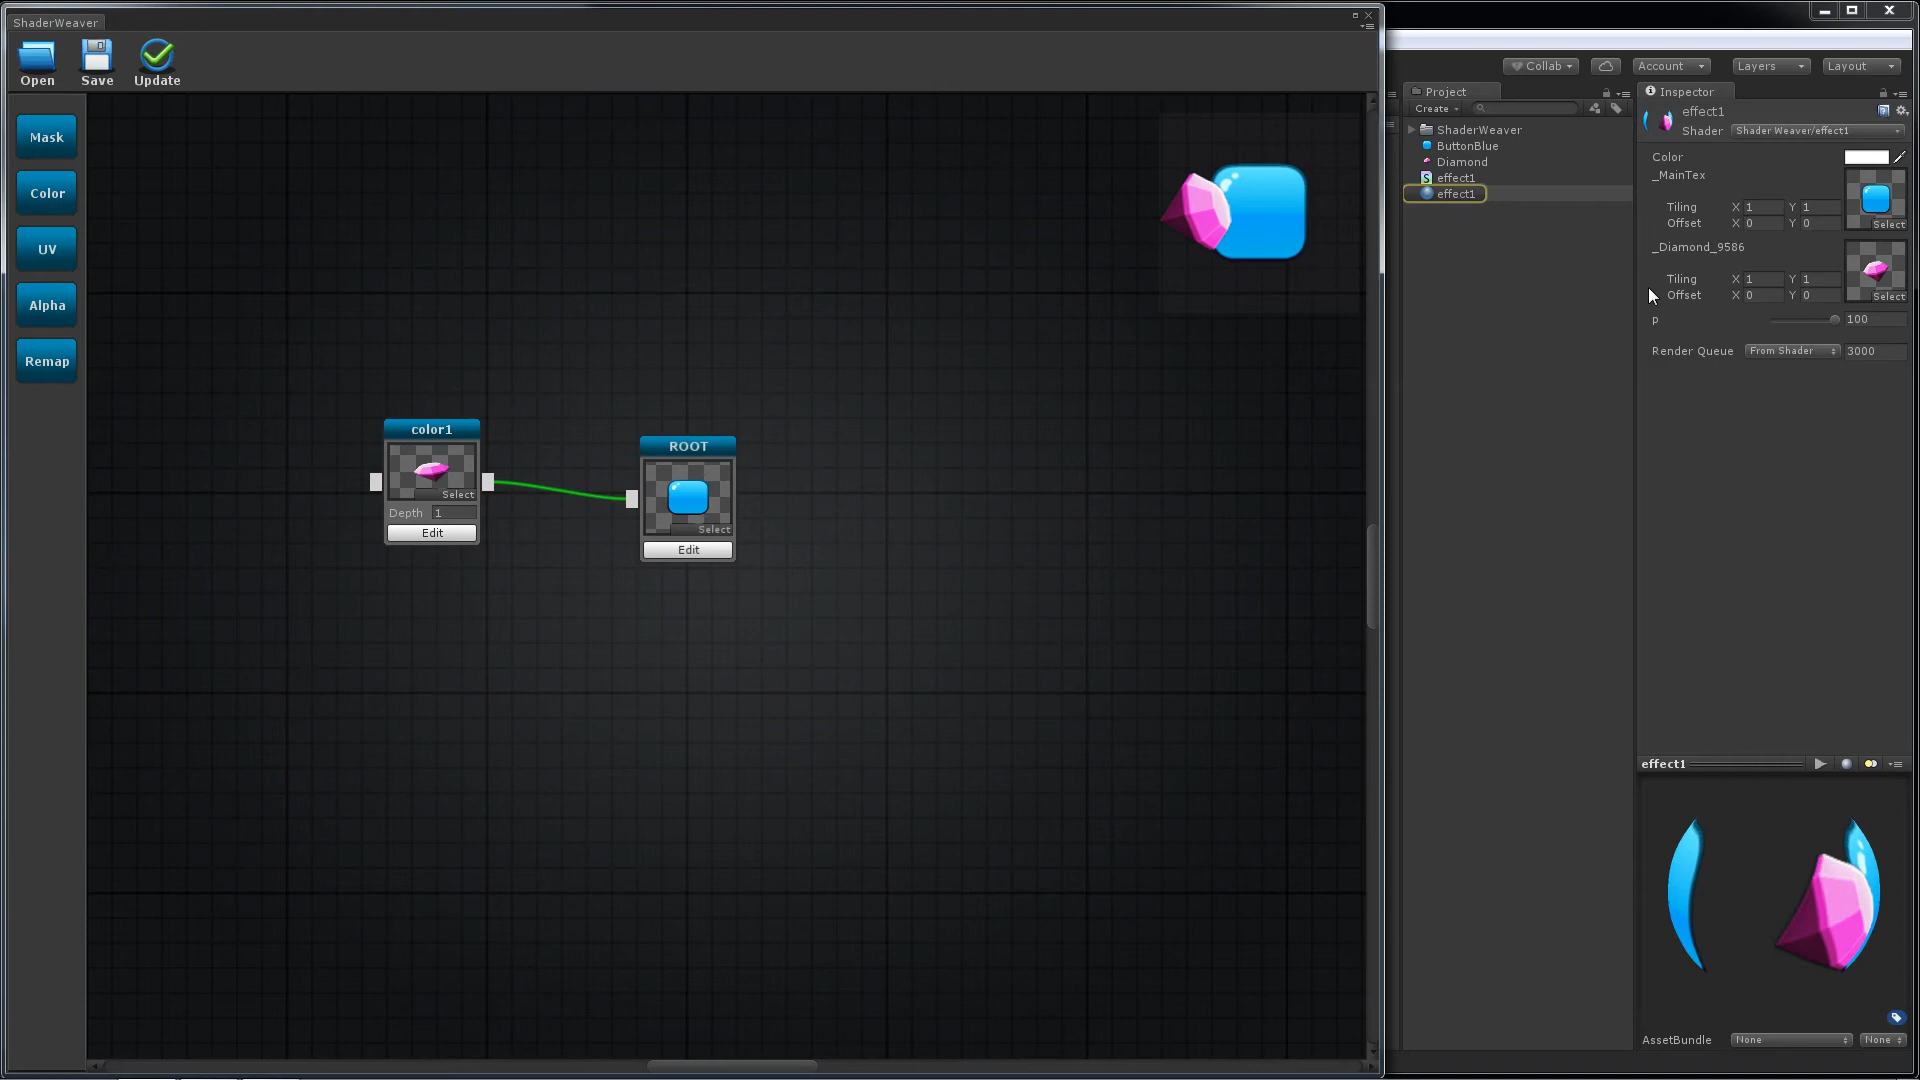 ShaderWeaver
Open
Save
Update
Mask
Color
UV
Alpha
Remap
color1
Select
Depth 1
Edit
ROOT
Select
Edit
Collab
Account
Layers
Layout
Project
Create
ShaderWeaver
ButtonBlue
Diamond
effect1
effect1
Inspector
effect1
Shader Shader Weaver/effect1
Color
_MainTex
Tiling X 1 Y 1
Offset X 0 Y 0
Select
_Diamond_9586
Tiling X 1 Y 1
Offset X 0 Y 0
Select
p 100
Render Queue From Shader 3000
effect1
AssetBundle None None